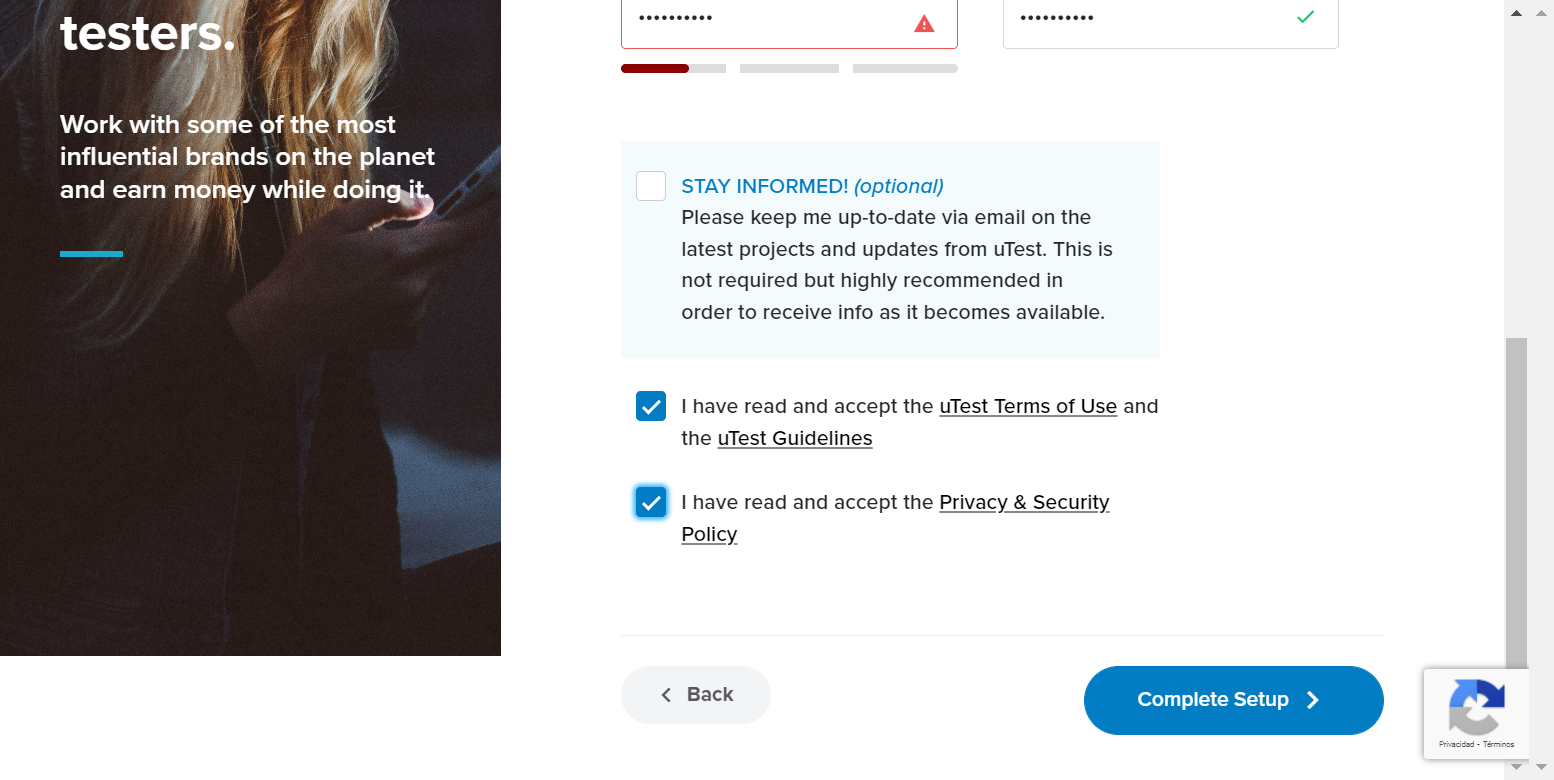 testers.
Work with some of the most
influential brands on the planet
and earn money while doing it.
••••••••••
••••••••••
STAY INFORMED! (optional)
Please keep me up-to-date via email on the
latest projects and updates from uTest. This is
not required but highly recommended in
order to receive info as it becomes available.
I have read and accept the uTest Terms of Use and
the uTest Guidelines
I have read and accept the Privacy & Security
Policy
Back
Complete Setup
Privacidad - Términos